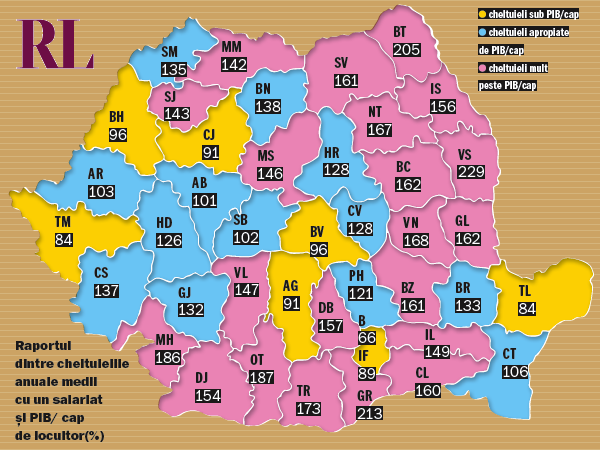 RL
cheltuieli sub PIB/cap
cheltuieli apropiate
de PIB/cap
cheltuieli mult
peste PIB/cap
BT
205
SM
135
MM
142
SV
161
BN
138
IS
156
SJ
143
BH
96
NT
167
CJ
91
MS
146
HR
128
BC
162
VS
229
AR
103
AB
101
TM
84
HD
126
SB
102
BV
96
CV
128
VN
168
GL
162
CS
137
VL
147
PH
121
GJ
132
AG
91
DB
157
BZ
161
BR
133
TL
84
B
66
IF
89
IL
149
CT
106
MH
186
OT
187
DJ
154
TR
173
GR
213
CL
160
Raportul
dintre cheltuielile
anuale medii
cu un salariat
și PIB/ cap
de locuitor(%)